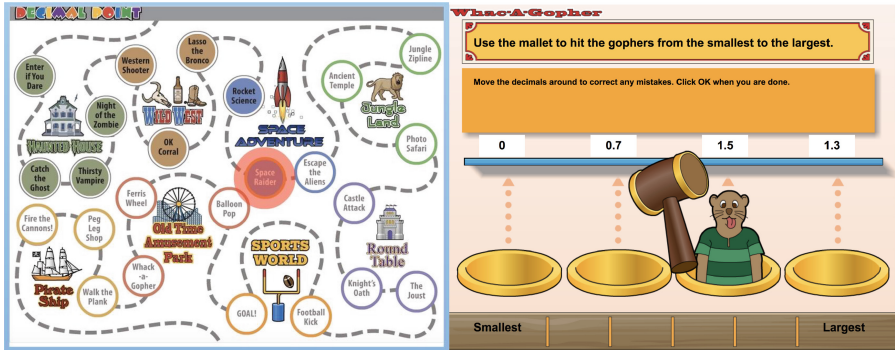 DECIMAL POINT
Enter
if You
Dare
Night
of the
Zombie
HAUNTED HOUSE
Catch
the
Ghost
Thirsty
Vampire
Western
Shooter
Lasso
the
Bronco
WILD WEST
OK
Corral
Rocket
Science
SPACE
ADVENTURE
Space
Raider
Escape
the
Aliens
Jungle
Zipline
Ancient
Temple
Jungle
Land
Photo
Safari
Fire the
Cannons!
Peg
Leg
Shop
Pirate
Ship
Walk the
Plank
Ferris
Wheel
Balloon
Pop
Old Time
Amusement
Park
Whack
-a-
Gopher
SPORTS
WORLD
GOAL!
Football
Kick
Castle
Attack
Round
Table
Knight's
Oath
The
Joust
Whac-A-Gopher
Use the mallet to hit the gophers from the smallest to the largest.
Move the decimals around to correct any mistakes. Click OK when you are done.
0 0.7 1.5 1.3
Smallest Largest